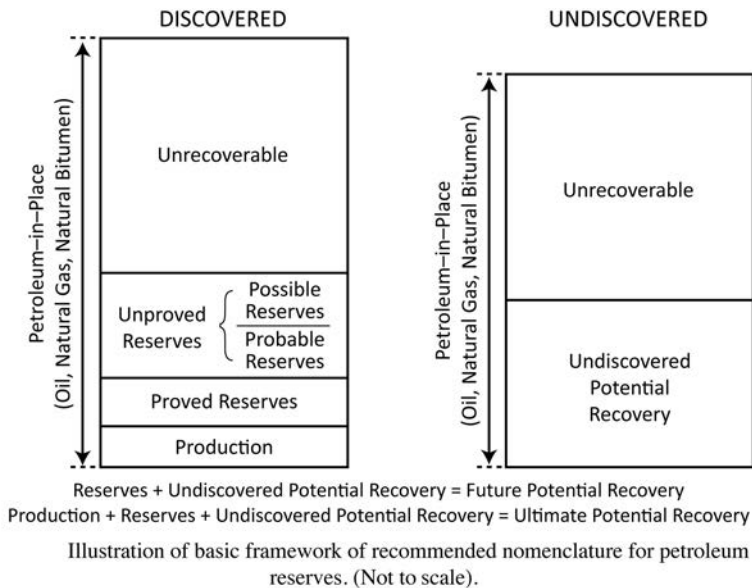 DISCOVERED
UNDISCOVERED
Petroleum–in–Place
(Oil, Natural Gas, Natural Bitumen)
Unrecoverable
Unproved
Reserves
Possible
Reserves
Probable
Reserves
Proved Reserves
Production
Petroleum–in–Place
(Oil, Natural Gas, Natural Bitumen)
Unrecoverable
Undiscovered
Potential
Recovery
Reserves + Undiscovered Potential Recovery = Future Potential Recovery
Production + Reserves + Undiscovered Potential Recovery = Ultimate Potential Recovery
Illustration of basic framework of recommended nomenclature for petroleum
reserves. (Not to scale).